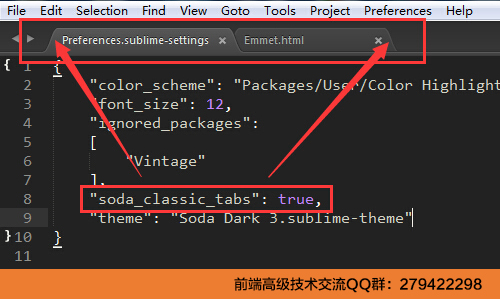 File Edit Selection Find View Goto Tools Project Preferences Help
Preferences.sublime-settings × Emmet.html ×
{ 1 {
2 "color_scheme": "Packages/User/Color Highlight
3 "font_size": 12,
4 "ignored_packages":
5 [
6 "Vintage"
7 ],
8 "soda_classic_tabs": true,
9 "theme": "Soda Dark 3.sublime-theme"
} 10 }
11
前端高级技术交流QQ群：279422298